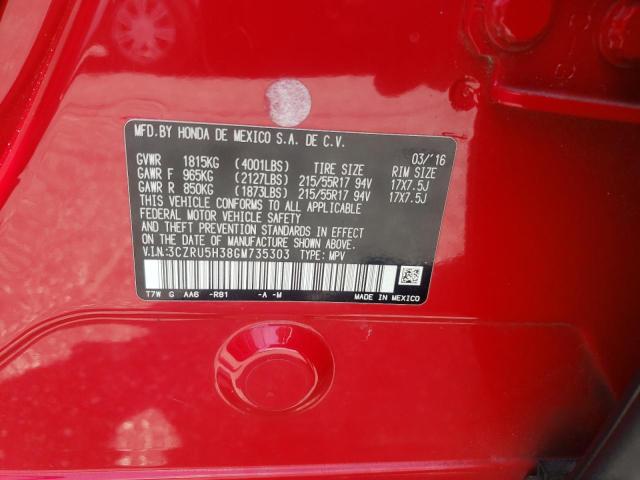 MFD.BY HONDA DE MEXICO S.A. DE C.V.
03/'16
GVWR 1815KG (4001LBS) TIRE SIZE RIM SIZE
GAWR F 965KG (2127LBS) 215/55R17 94V 17X7.5J
GAWR R 850KG (1873LBS) 215/55R17 94V 17X7.5J
THIS VEHICLE CONFORMS TO ALL APPLICABLE
FEDERAL MOTOR VEHICLE SAFETY
AND THEFT PREVENTION STANDARDS IN EFFECT
ON THE DATE OF MANUFACTURE SHOWN ABOVE.
V.I.N.:3CZRU5H38GM735303 TYPE: MPV
T7W G AA6 -RB1 -A -M MADE IN MEXICO